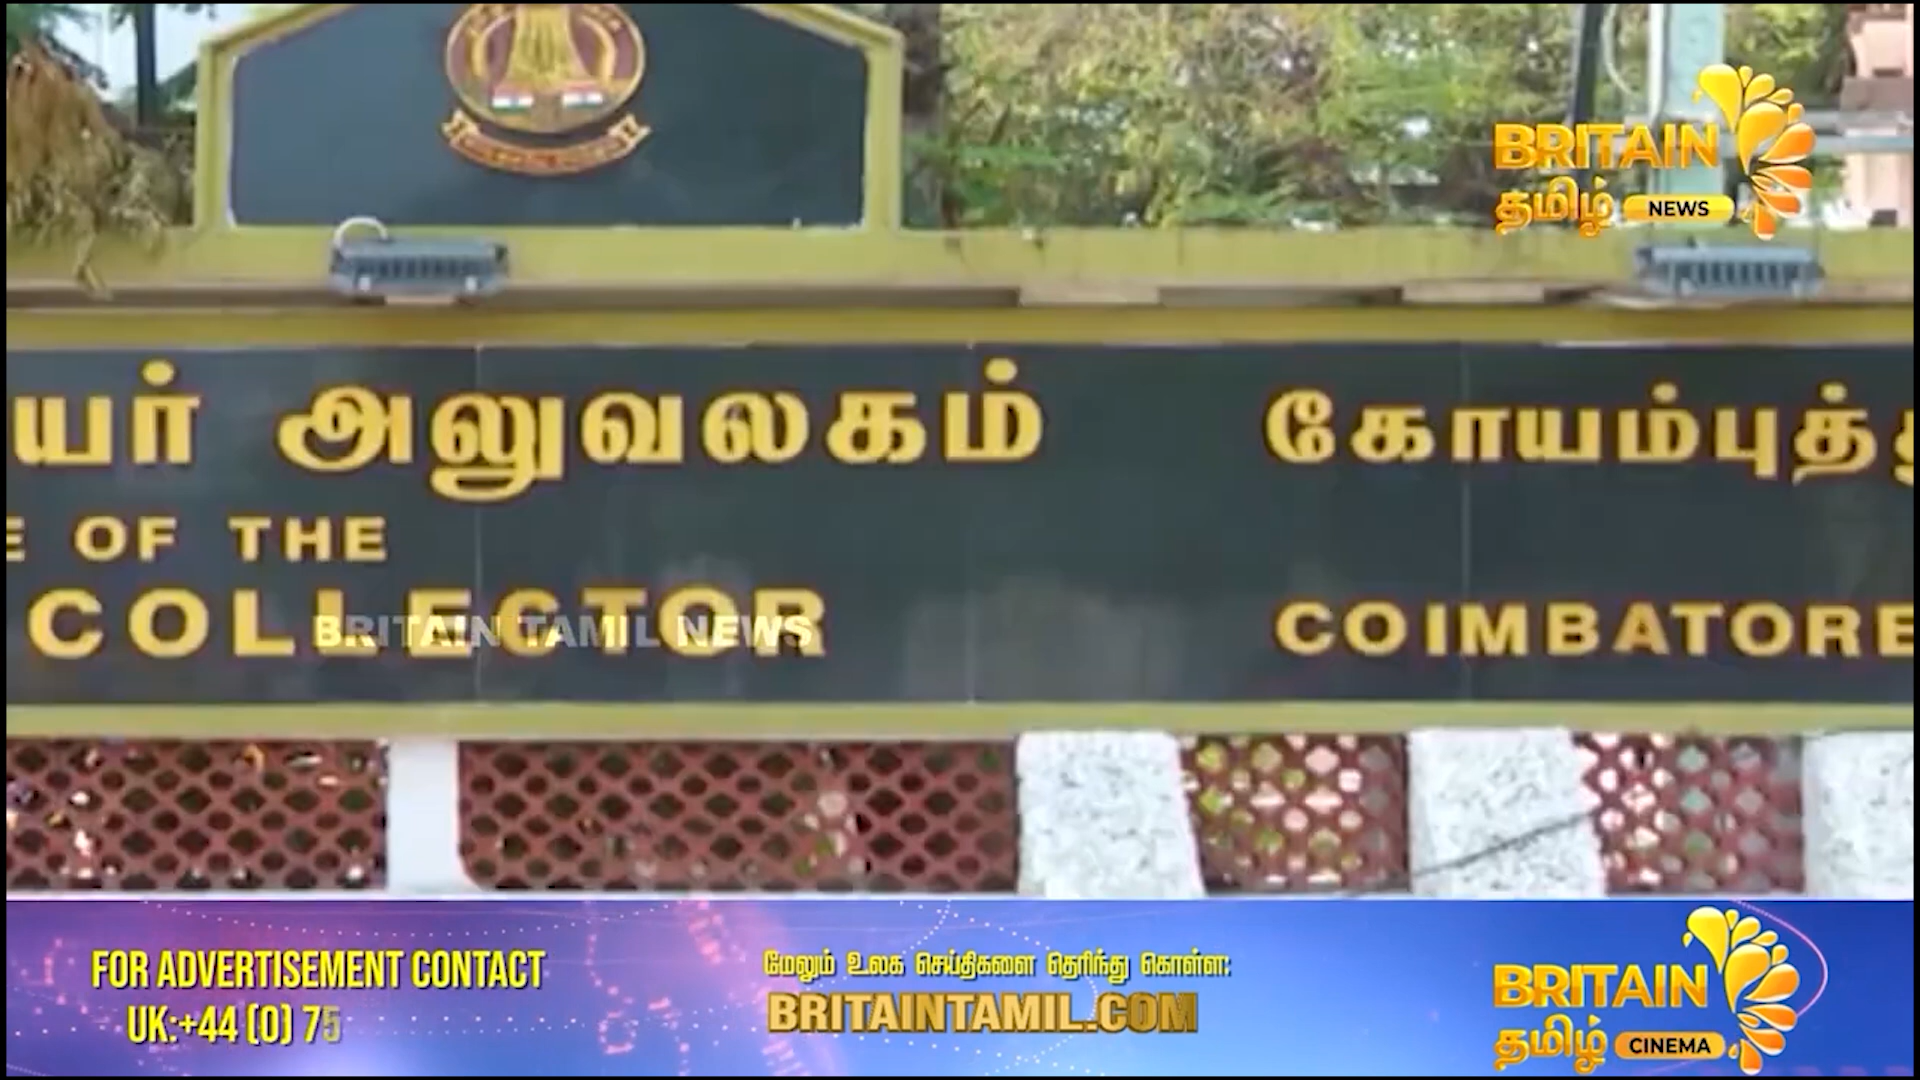 BRITAIN
தமிழ் NEWS
யர் அலுவலகம் கோயம்புத்
E OF THE
COLLECTOR COIMBATORE
BRITAIN TAMIL NEWS
FOR ADVERTISEMENT CONTACT
UK:+44 (0) 75
மேலும் உலக செய்திகளை தெரிந்து கொள்ள:
BRITAINTAMIL.COM
BRITAIN
தமிழ் CINEMA